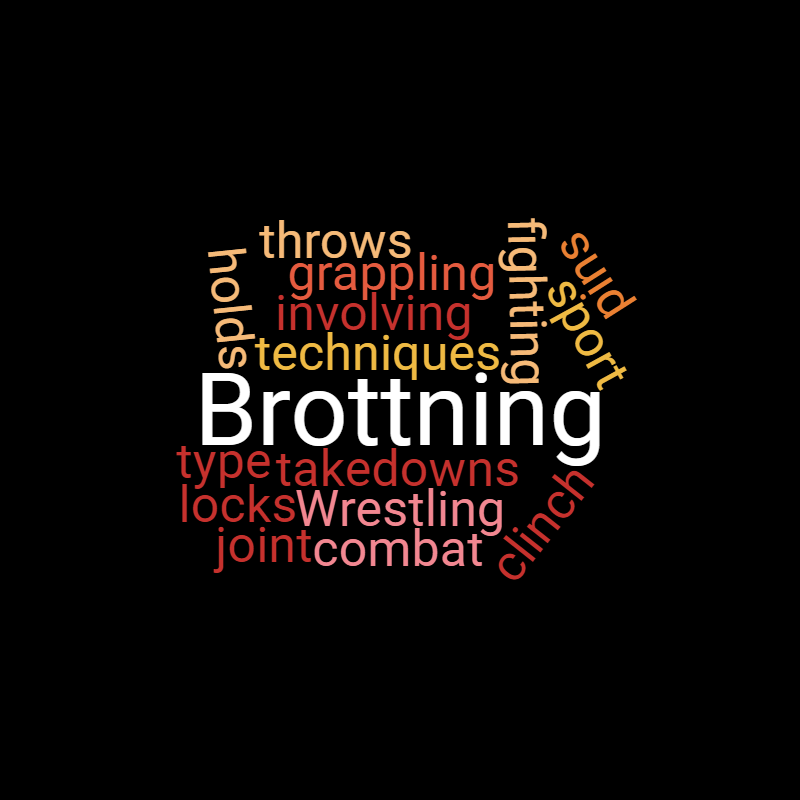 throws
fighting
pins
holds
grappling
sport
involving
techniques
Brottning
type
takedowns
clinch
locks
Wrestling
joint
combat